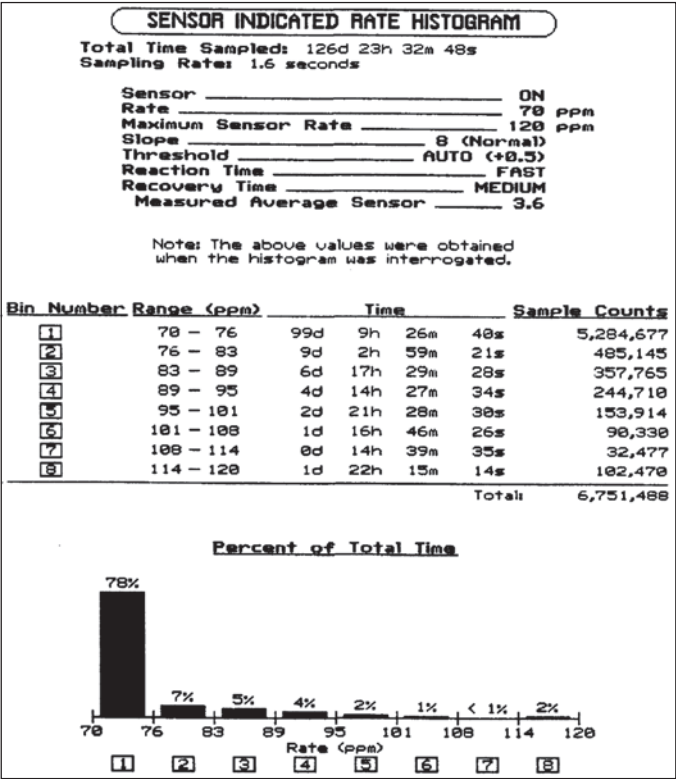 SENSOR INDICATED RATE HISTOGRAM
Total Time Sampled: 126d 23h 32m 48s
Sampling Rate: 1.6 seconds
Sensor ON
Rate 70 ppm
Maximum Sensor Rate 120 ppm
Slope 8 (Normal)
Threshold AUTO (+0.5)
Reaction Time FAST
Recovery Time MEDIUM
Measured Average Sensor 3.6
Note: The above values were obtained
when the histogram was interrogated.
Bin Number Range (ppm) Time Sample Counts
1 70 – 76 99d 9h 26m 40s 5,284,677
2 76 – 83 9d 2h 59m 21s 485,145
3 83 – 89 6d 17h 29m 28s 357,765
4 89 – 95 4d 14h 27m 34s 244,710
5 95 – 101 2d 21h 28m 30s 153,914
6 101 – 108 1d 16h 46m 26s 90,330
7 108 – 114 0d 14h 39m 35s 32,477
8 114 – 120 1d 22h 15m 14s 102,470
Total: 6,751,488
Percent of Total Time
78% 7% 5% 4% 2% 1% < 1% 2%
70 76 83 89 95 101 108 114 120
Rate (ppm)
1 2 3 4 5 6 7 8